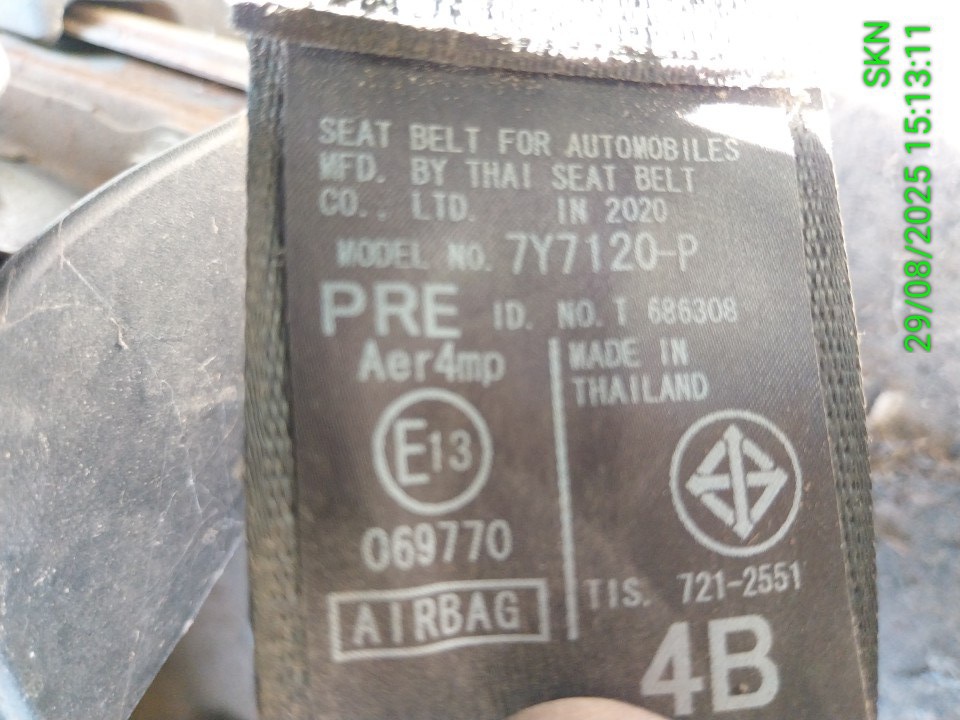 SEAT BELT FOR AUTOMOBILES
MFD. BY THAI SEAT BELT
CO., LTD. IN 2020
MODEL NO. 7Y7120-P
PRE ID. NO. T 686308
Aer4mp
MADE IN
THAILAND
E13
069770
AIRBAG
TIS. 721-2551
4B
SKN
29/08/2025 15:13:11